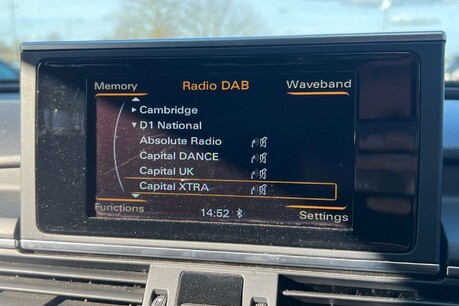 Memory Radio DAB Waveband
Cambridge
D1 National
Absolute Radio
Capital DANCE
Capital UK
Capital XTRA
Functions 14:52 Settings